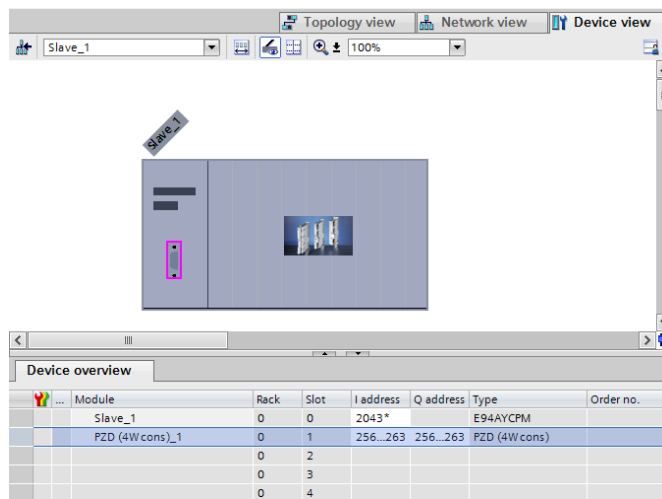 Topology view Network view Device view
Slave_1 100%
Slave_1
Device overview
... Module Rack Slot I address Q address Type Order no.
Slave_1 0 0 2043* E94AYCPM
PZD (4W cons)_1 0 1 256...263 256...263 PZD (4W cons)
0 2
0 3
0 4